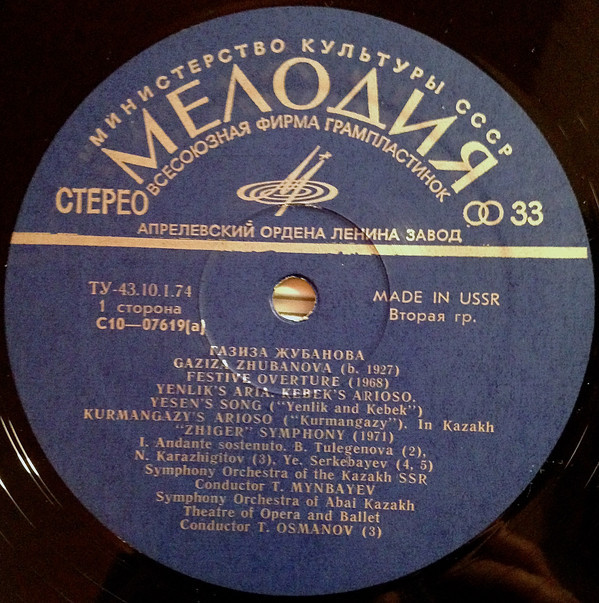 МИНИСТЕРСТВО КУЛЬТУРЫ СССР
МЕЛОДИЯ
ВСЕСОЮЗНАЯ ФИРМА ГРАМПЛАСТИНОК
СТЕРЕО
33
АПРЕЛЕВСКИЙ ОРДЕНА ЛЕНИНА ЗАВОД
ТУ-43.10.1.74
1 сторона
С10—07619(а)
MADE IN USSR
Вторая гр.
ГАЗИЗА ЖУБАНОВА
GAZIZA ZHUBANOVA (b. 1927)
FESTIVE OVERTURE (1968)
YENLIK'S ARIA. KEBEK'S ARIOSO.
YESEN'S SONG ("Yenlik and Kebek")
KURMANGAZY'S ARIOSO ("Kurmangazy"). In Kazakh
"ZHIGER" SYMPHONY (1971)
I. Andante sostenuto. B. Tulegenova (2),
N. Karazhigitov (3), Ye. Serkebayev (4, 5)
Symphony Orchestra of the Kazakh SSR
Conductor T. MYNBAYEV
Symphony Orchestra of Abai Kazakh
Theatre of Opera and Ballet
Conductor T. OSMANOV (3)